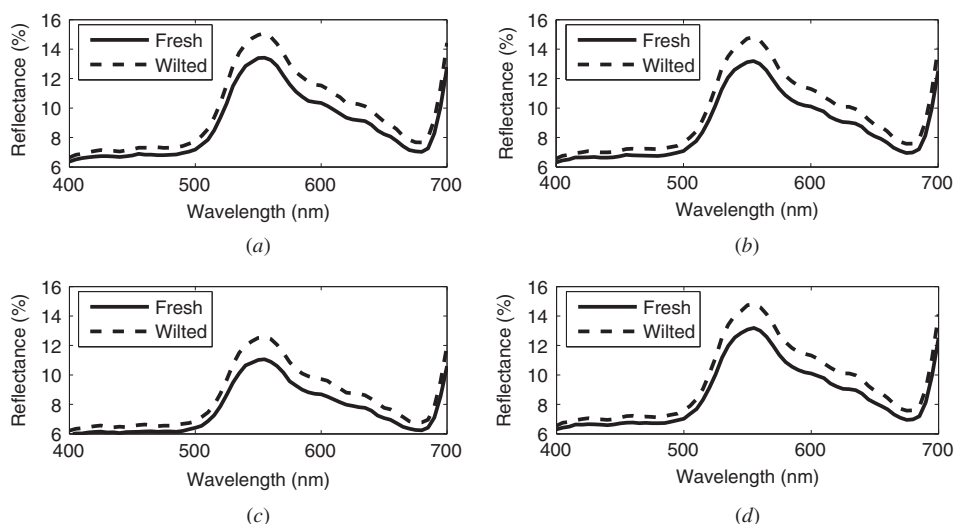 Reflectance (%)
16
14
12
10
8
6
Fresh
Wilted
400 500 600 700
Wavelength (nm)
(a)
Reflectance (%)
16
14
12
10
8
6
Fresh
Wilted
400 500 600 700
Wavelength (nm)
(b)
Reflectance (%)
16
14
12
10
8
6
Fresh
Wilted
400 500 600 700
Wavelength (nm)
(c)
Reflectance (%)
16
14
12
10
8
6
Fresh
Wilted
400 500 600 700
Wavelength (nm)
(d)